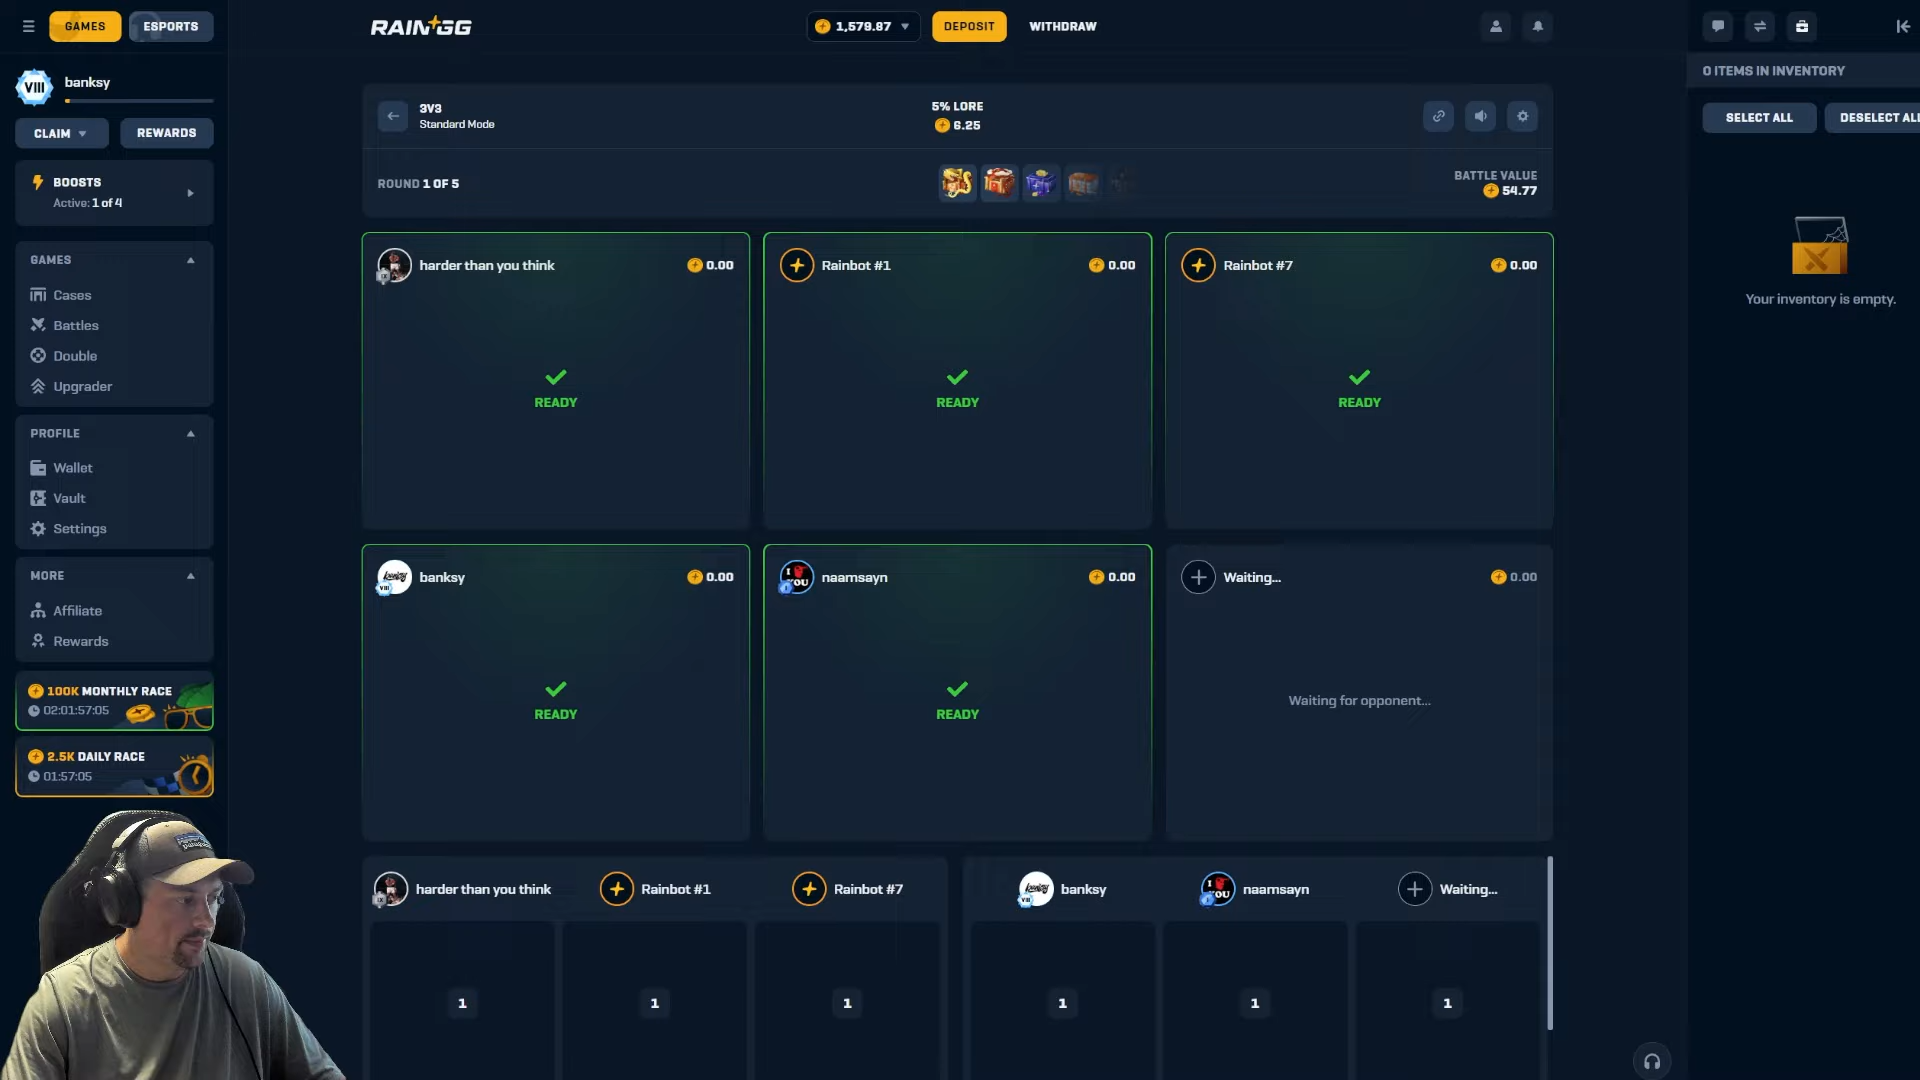 GAMES
ESPORTS
RAIN GG
1,579.87
DEPOSIT
WITHDRAW
0 ITEMS IN INVENTORY
SELECT ALL
DESELECT ALL
Your inventory is empty.
VIII
banksy
CLAIM
REWARDS
BOOSTS
Active: 1 of 4
GAMES
Cases
Battles
Double
Upgrader
PROFILE
Wallet
Vault
Settings
MORE
Affiliate
Rewards
100K MONTHLY RACE
02:01:57:05
2.5K DAILY RACE
01:57:05
3V3
Standard Mode
5% LORE
6.25
ROUND 1 OF 5
BATTLE VALUE
54.77
harder than you think
0.00
READY
Rainbot #1
0.00
READY
Rainbot #7
0.00
READY
banksy
VIII
0.00
READY
I
YOU
naamsayn
0.00
READY
Waiting...
0.00
Waiting for opponent...
harder than you think
Rainbot #1
Rainbot #7
banksy
naamsayn
Waiting...
1
1
1
1
1
1